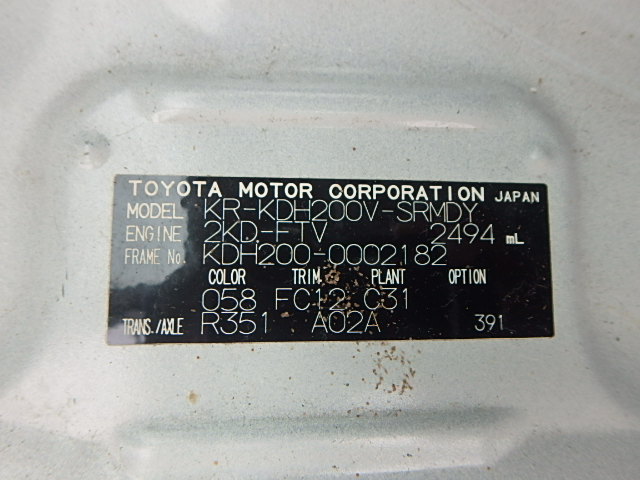 TOYOTA MOTOR CORPORATION JAPAN
MODEL KR-KDH200V-SRMDY
ENGINE 2KD-FTV 2494 mL
FRAME No. KDH200-0002182
COLOR TRIM PLANT OPTION
058 FC12 C31
TRANS./AXLE R351 A02A 391